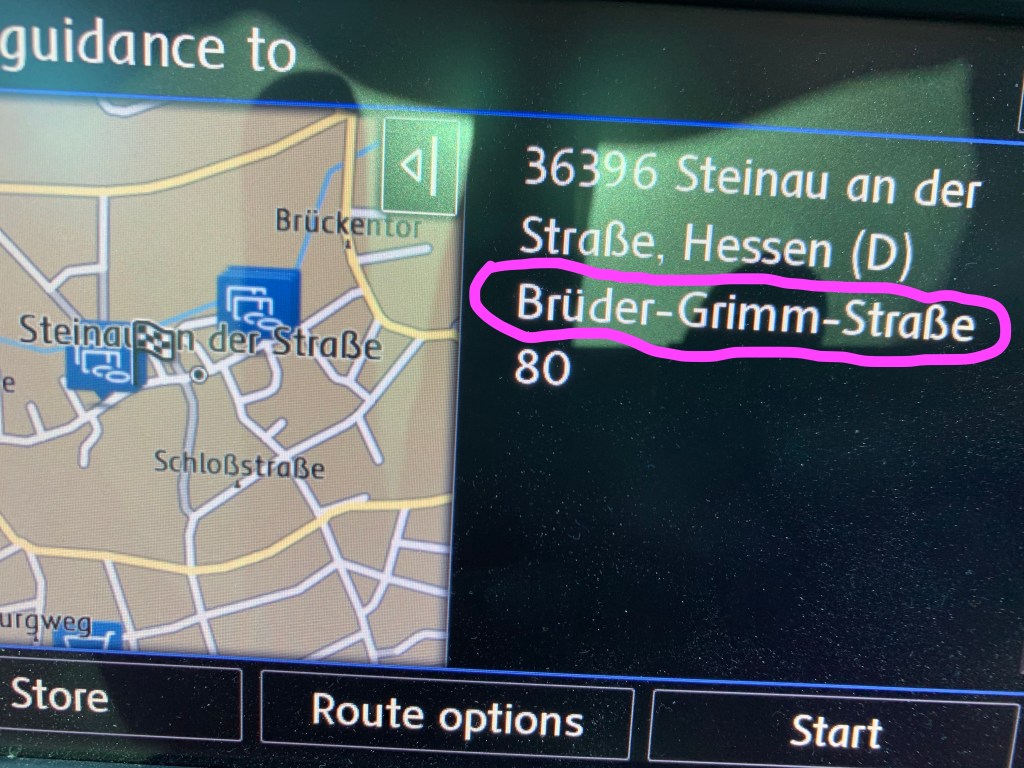 guidance to
36396 Steinau an der
Straße, Hessen (D)
Brüder-Grimm-Straße
80
Brückentor
Steinau an der Straße
Schloßstraße
Store
Route options
Start